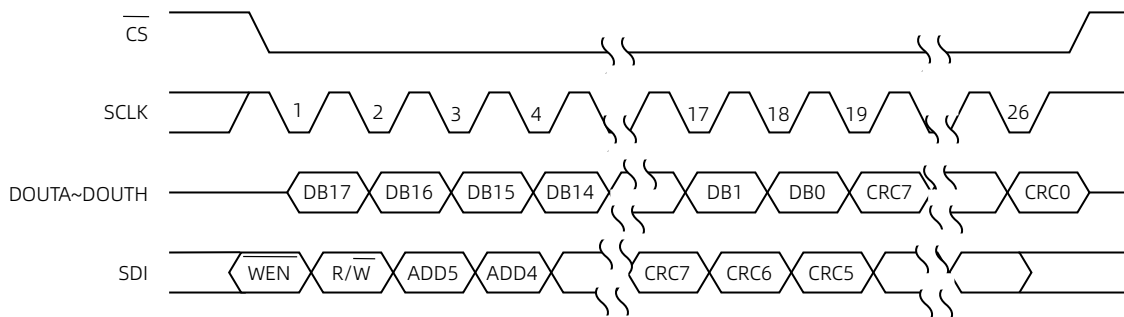 CS
SCLK 1 2 3 4 17 18 19 26
DOUTA~DOUTH DB17 DB16 DB15 DB14 DB1 DB0 CRC7 CRC0
SDI WEN R/W ADD5 ADD4 CRC7 CRC6 CRC5